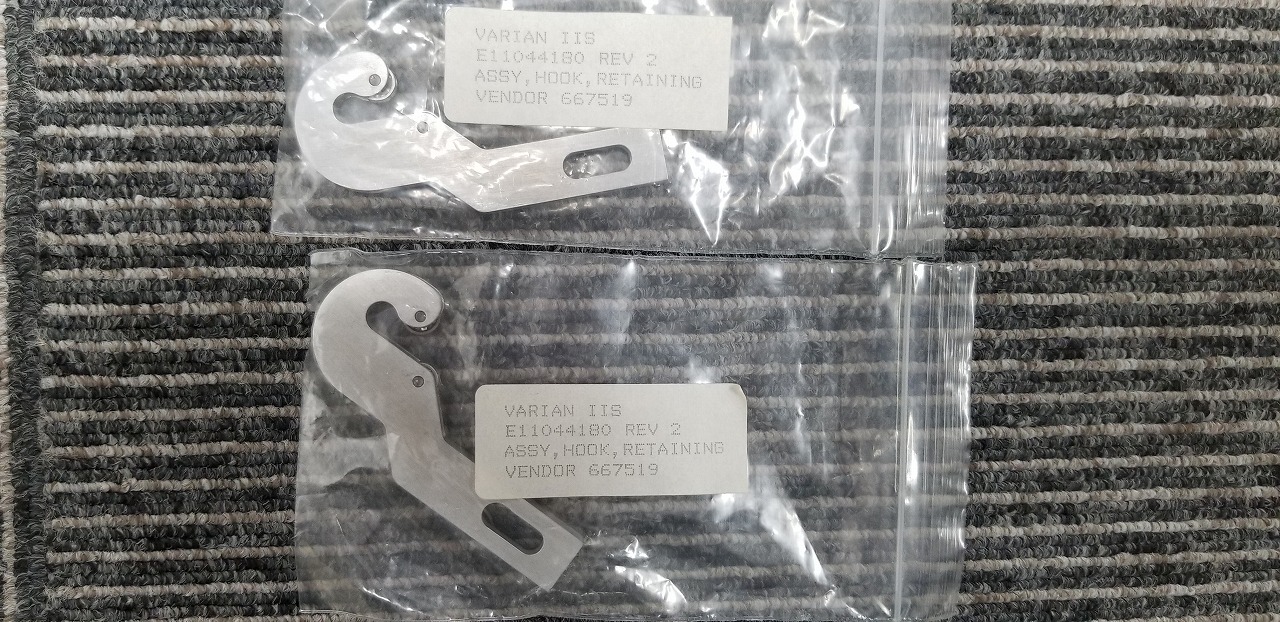 VARIAN IIS
E11044180 REV 2
ASSY,HOOK,RETAINING
VENDOR 667519
VARIAN IIS
E11044180 REV 2
ASSY,HOOK,RETAINING
VENDOR 667519